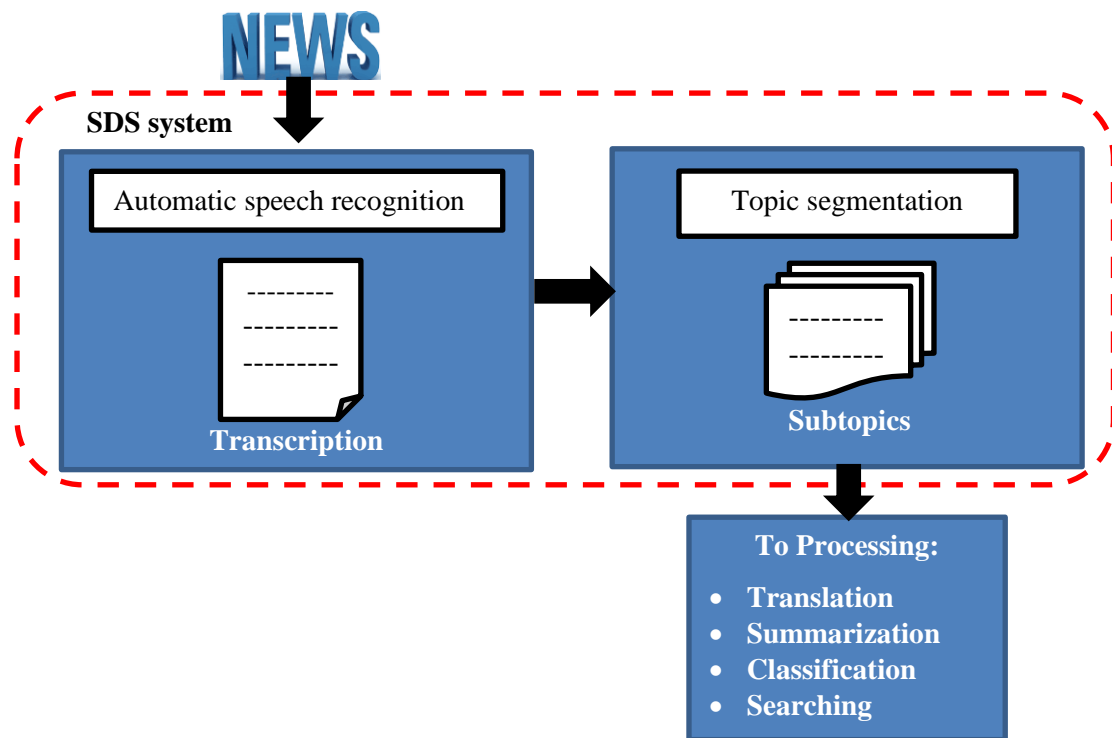 NEWS
SDS system
Automatic speech recognition
---------
----------
----------
Transcription
Topic segmentation
----------
----------
Subtopics
To Processing:
• Translation
• Summarization
• Classification
• Searching